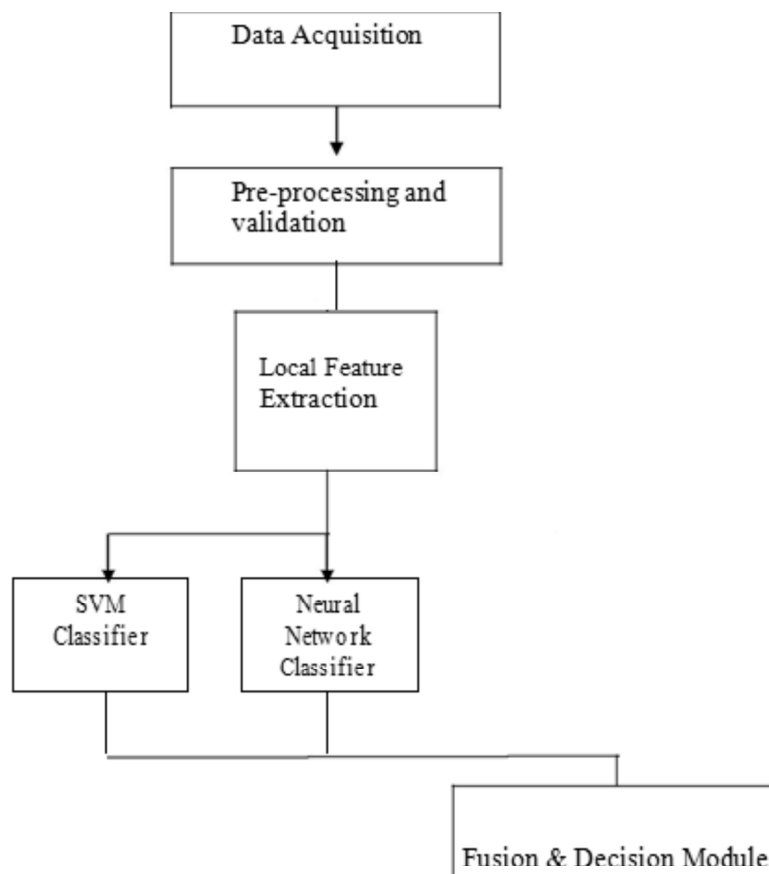 Data Acquisition
Pre-processing and
validation
Local Feature
Extraction
SVM
Classifier
Neural
Network
Classifier
Fusion & Decision Module